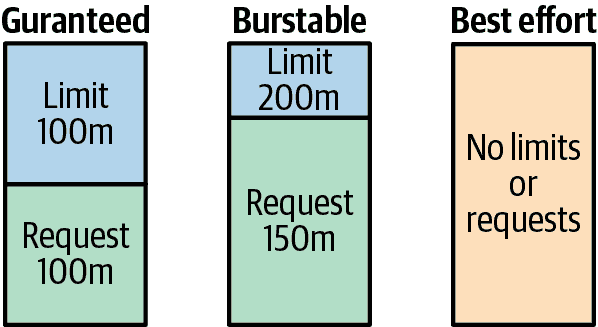 Guranteed
Limit
100m
Request
100m
Burstable
Limit
200m
Request
150m
Best effort
No limits
or
requests